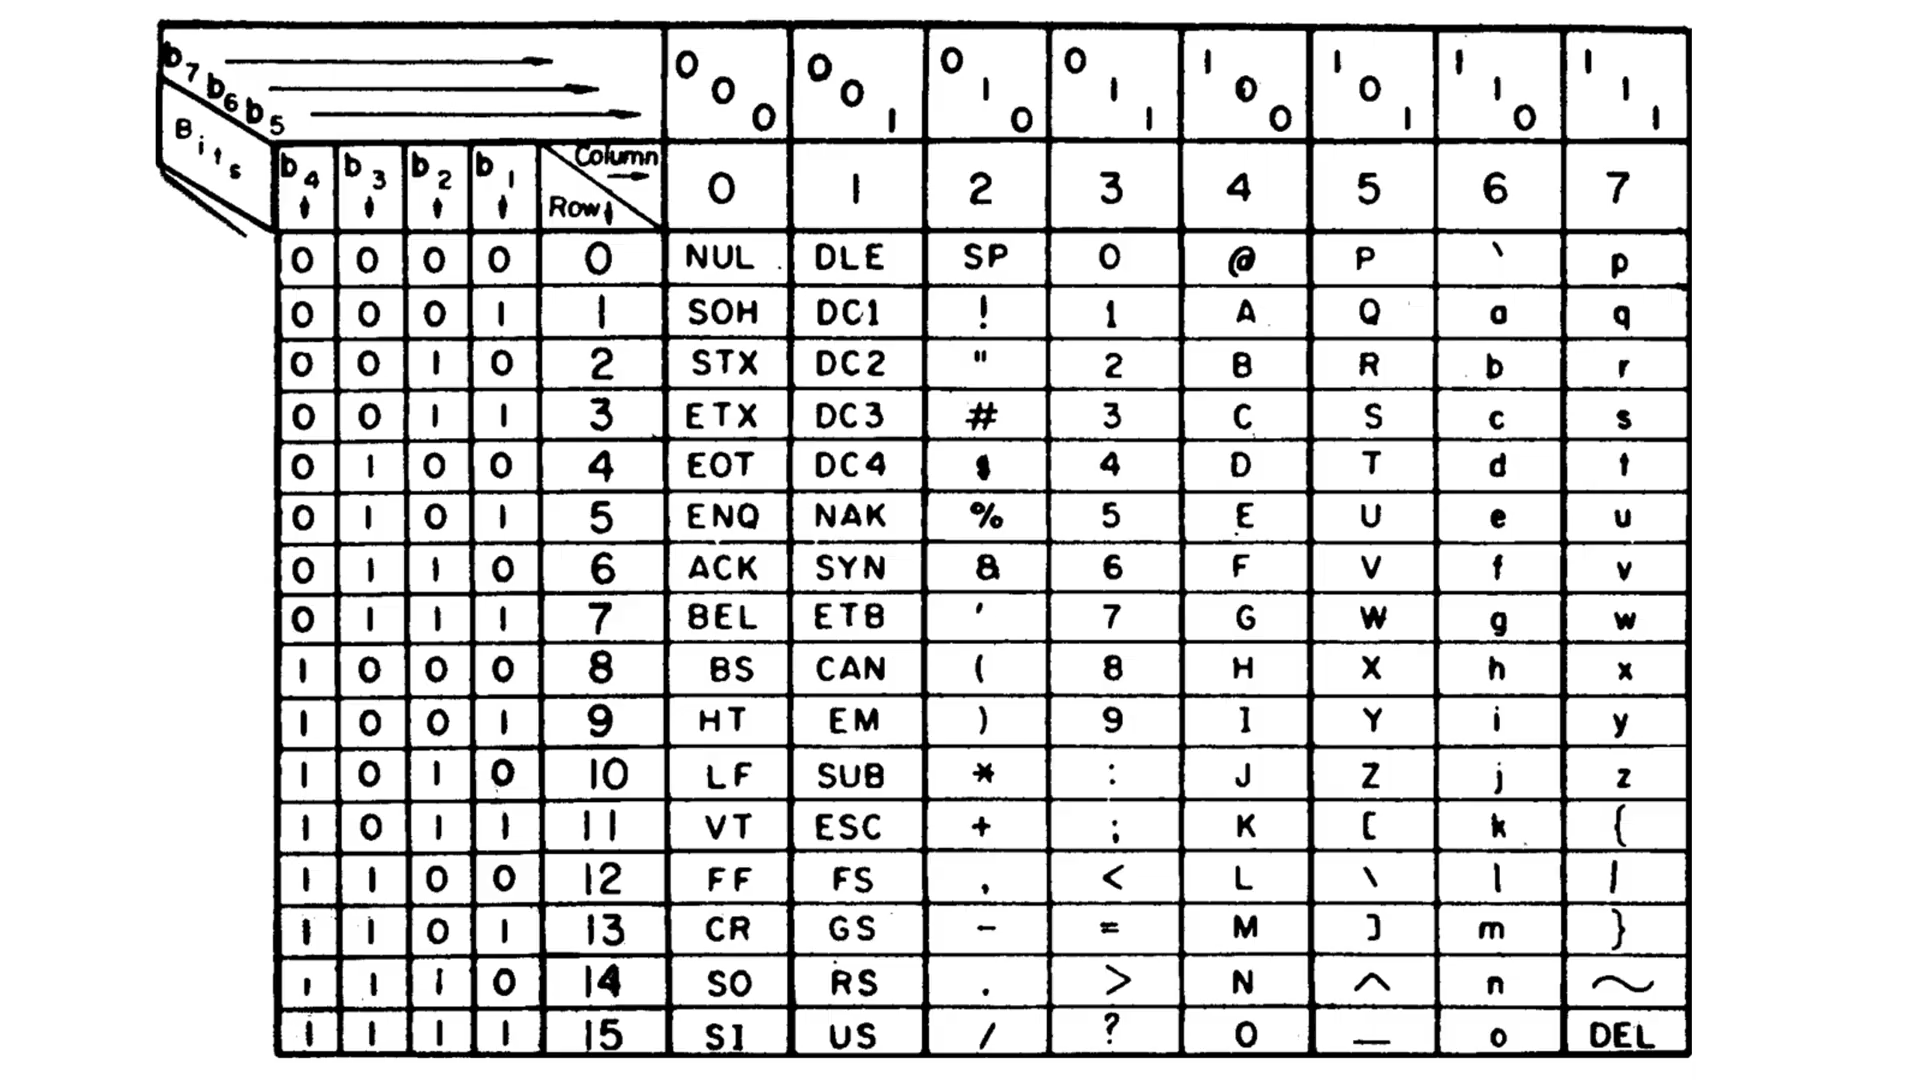 b7 b6 b5 0 0 0 0 0 1 0 1 0 0 1 1 1 0 0 1 0 1 1 1 0 1 1 1
Bits b4 b3 b2 b1 Column Row 0 1 2 3 4 5 6 7
0 0 0 0 0 NUL DLE SP 0 @ P ` p
0 0 0 1 1 SOH DC1 ! 1 A Q a q
0 0 1 0 2 STX DC2 " 2 B R b r
0 0 1 1 3 ETX DC3 # 3 C S c s
0 1 0 0 4 EOT DC4 $ 4 D T d t
0 1 0 1 5 ENQ NAK % 5 E U e u
0 1 1 0 6 ACK SYN & 6 F V f v
0 1 1 1 7 BEL ETB ' 7 G W g w
1 0 0 0 8 BS CAN ( 8 H X h x
1 0 0 1 9 HT EM ) 9 I Y i y
1 0 1 0 10 LF SUB * : J Z j z
1 0 1 1 11 VT ESC + ; K [ k {
1 1 0 0 12 FF FS , < L \ l |
1 1 0 1 13 CR GS - = M ] m }
1 1 1 0 14 SO RS . > N ^ n ~
1 1 1 1 15 SI US / ? O _ o DEL